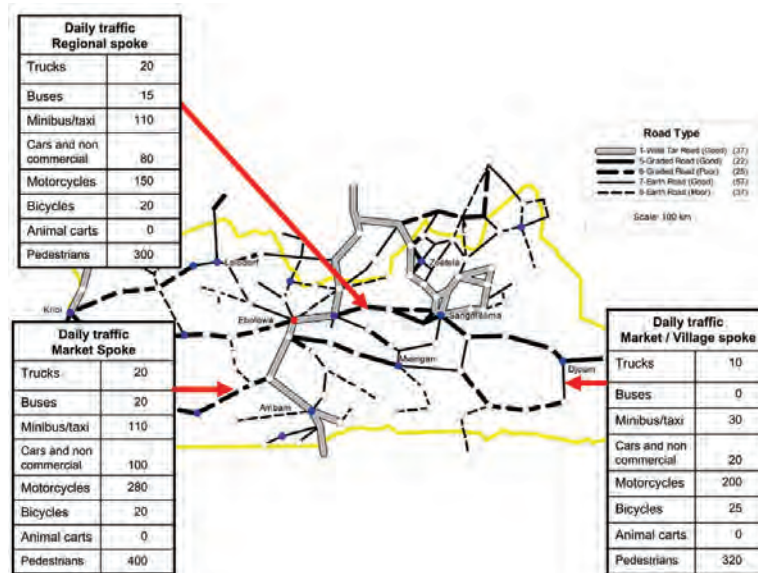 Daily traffic
Regional spoke
Trucks 20
Buses 15
Minibus/taxi 110
Cars and non
commercial 80
Motorcycles 150
Bicycles 20
Animal carts 0
Pedestrians 300
Road Type
1-Wide Tar Road (Good) (37)
5-Graded Road (Good) (22)
6-Graded Road (Poor) (25)
7-Earth Road (Good) (57)
8-Earth Road (Poor) (37)
Scale: 100 km
Lolodorf
Zoetele
Kribi
Ebolowa
Sangmelima
Mvengan
Djoum
Ambam
Daily traffic
Market Spoke
Trucks 20
Buses 20
Minibus/taxi 110
Cars and non
commercial 100
Motorcycles 280
Bicycles 20
Animal carts 0
Pedestrians 400
Daily traffic
Market / Village spoke
Trucks 10
Buses 0
Minibus/taxi 30
Cars and non
commercial 20
Motorcycles 200
Bicycles 25
Animal carts 0
Pedestrians 320